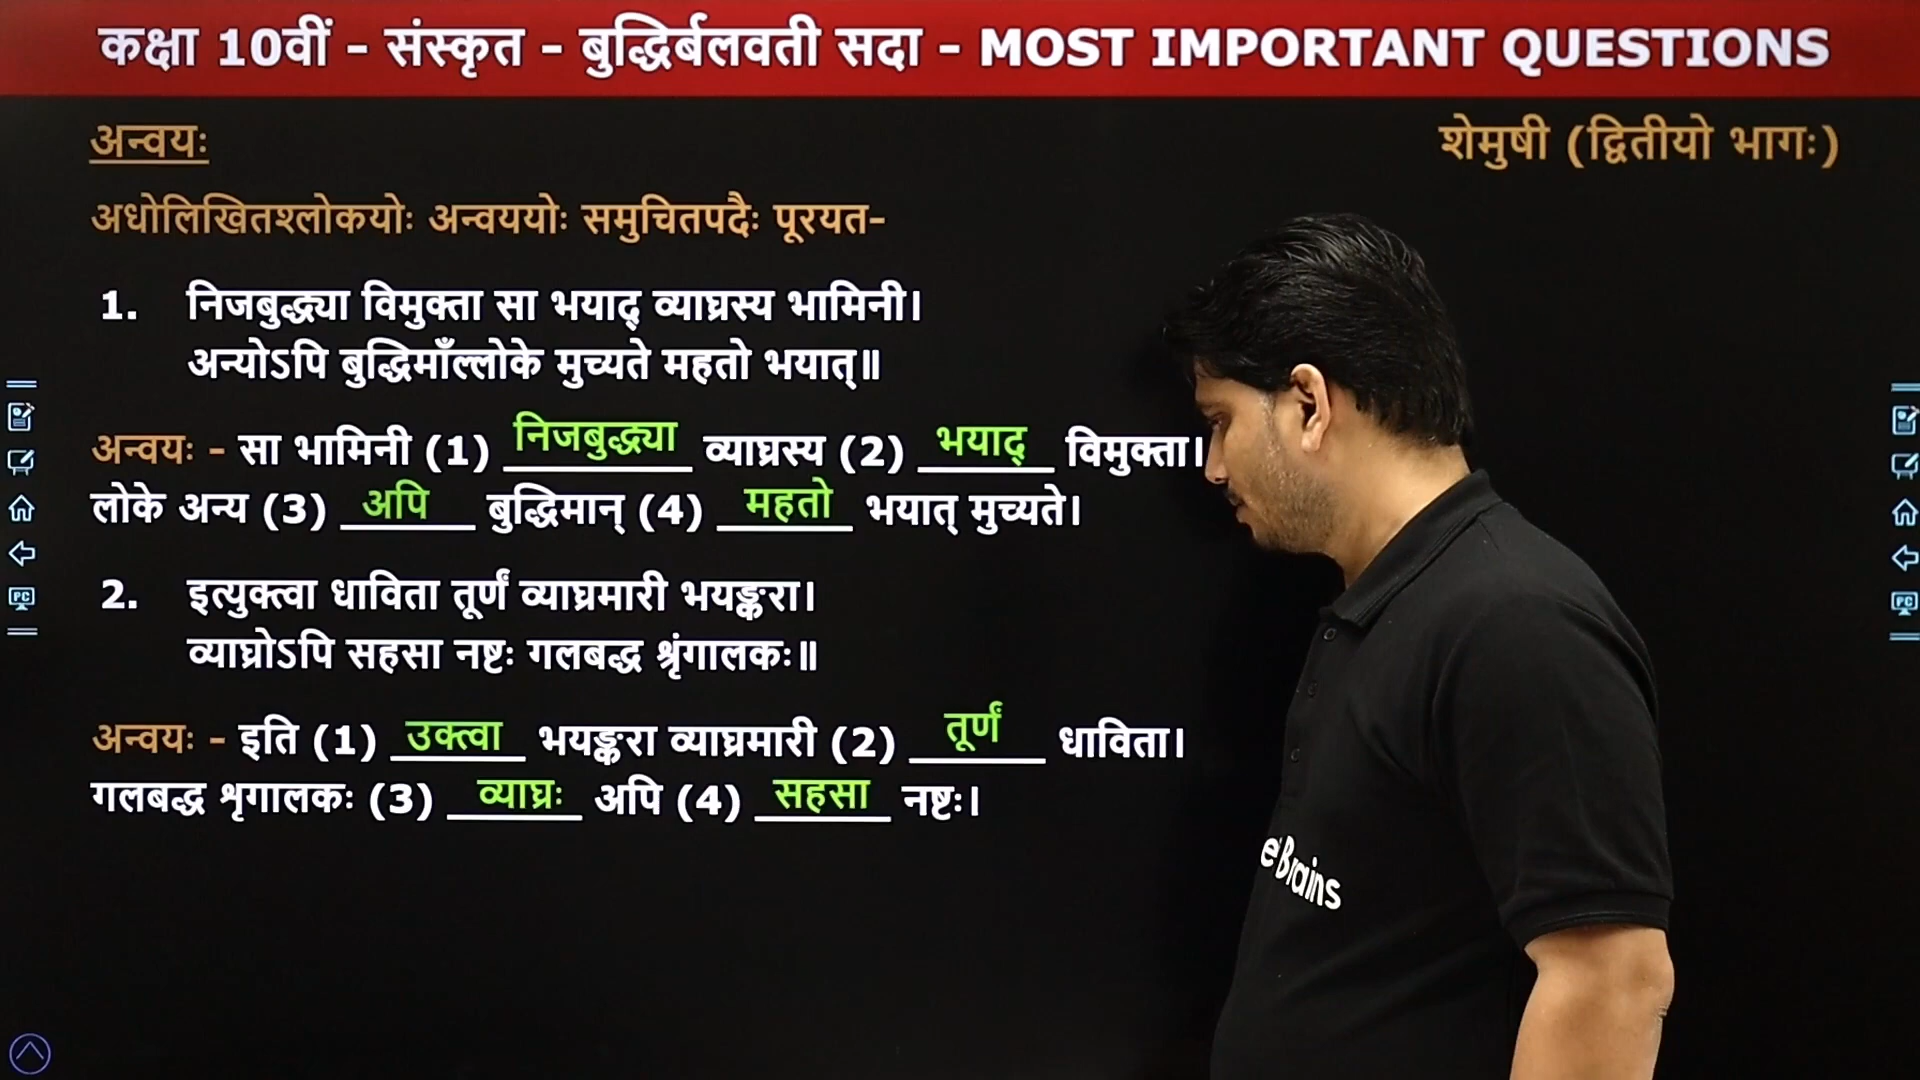 कक्षा 10वीं - संस्कृत - बुद्धिर्बलवती सदा - MOST IMPORTANT QUESTIONS
अन्वयः
शेमुषी (द्वितीयो भागः)
अधोलिखितश्लोकयोः अन्वययोः समुचितपदैः पूरयत-
1. निजबुद्ध्या विमुक्ता सा भयाद् व्याघ्रस्य भामिनी।
अन्योऽपि बुद्धिमाँल्लोके मुच्यते महतो भयात्॥
अन्वयः - सा भामिनी (1) निजबुद्ध्या व्याघ्रस्य (2) भयाद् विमुक्ता।
लोके अन्य (3) अपि बुद्धिमान् (4) महतो भयात् मुच्यते।
2. इत्युक्त्वा धाविता तूर्णं व्याघ्रमारी भयङ्करा।
व्याघ्रोऽपि सहसा नष्टः गलबद्ध श्रृंगालकः॥
अन्वयः - इति (1) उक्त्वा भयङ्करा व्याघ्रमारी (2) तूर्णं धाविता।
गलबद्ध शृगालकः (3) व्याघ्रः अपि (4) सहसा नष्टः।
e Brains
PC
PC